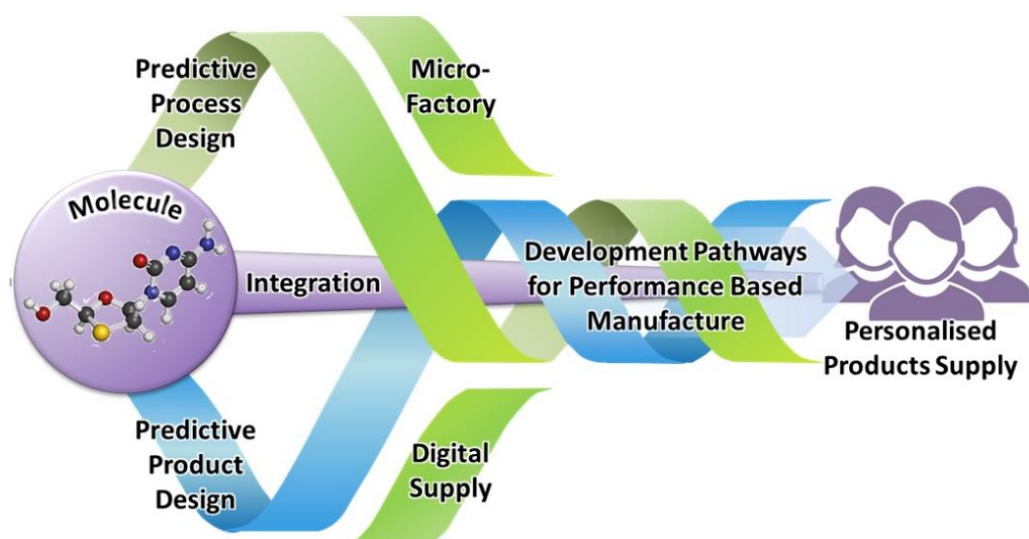 Predictive
Process
Design
Micro-
Factory
Molecule
Integration
Development Pathways
for Performance Based
Manufacture
Personalised
Products Supply
Predictive
Product
Design
Digital
Supply